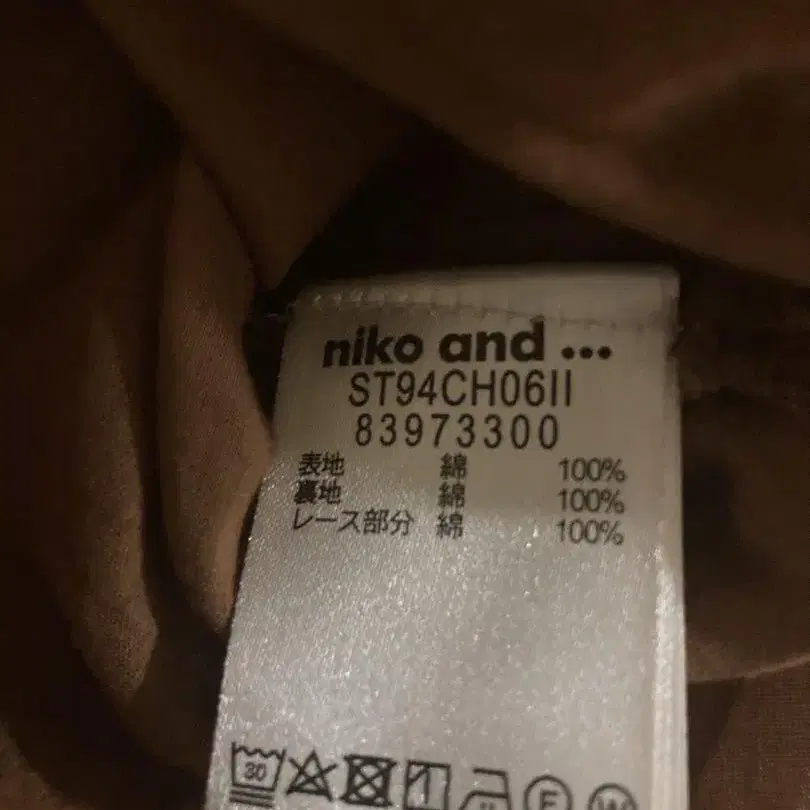 niko and ...
ST94CH06II
83973300
表地 綿 100%
裏地 綿 100%
レース部分 綿 100%
30 F W